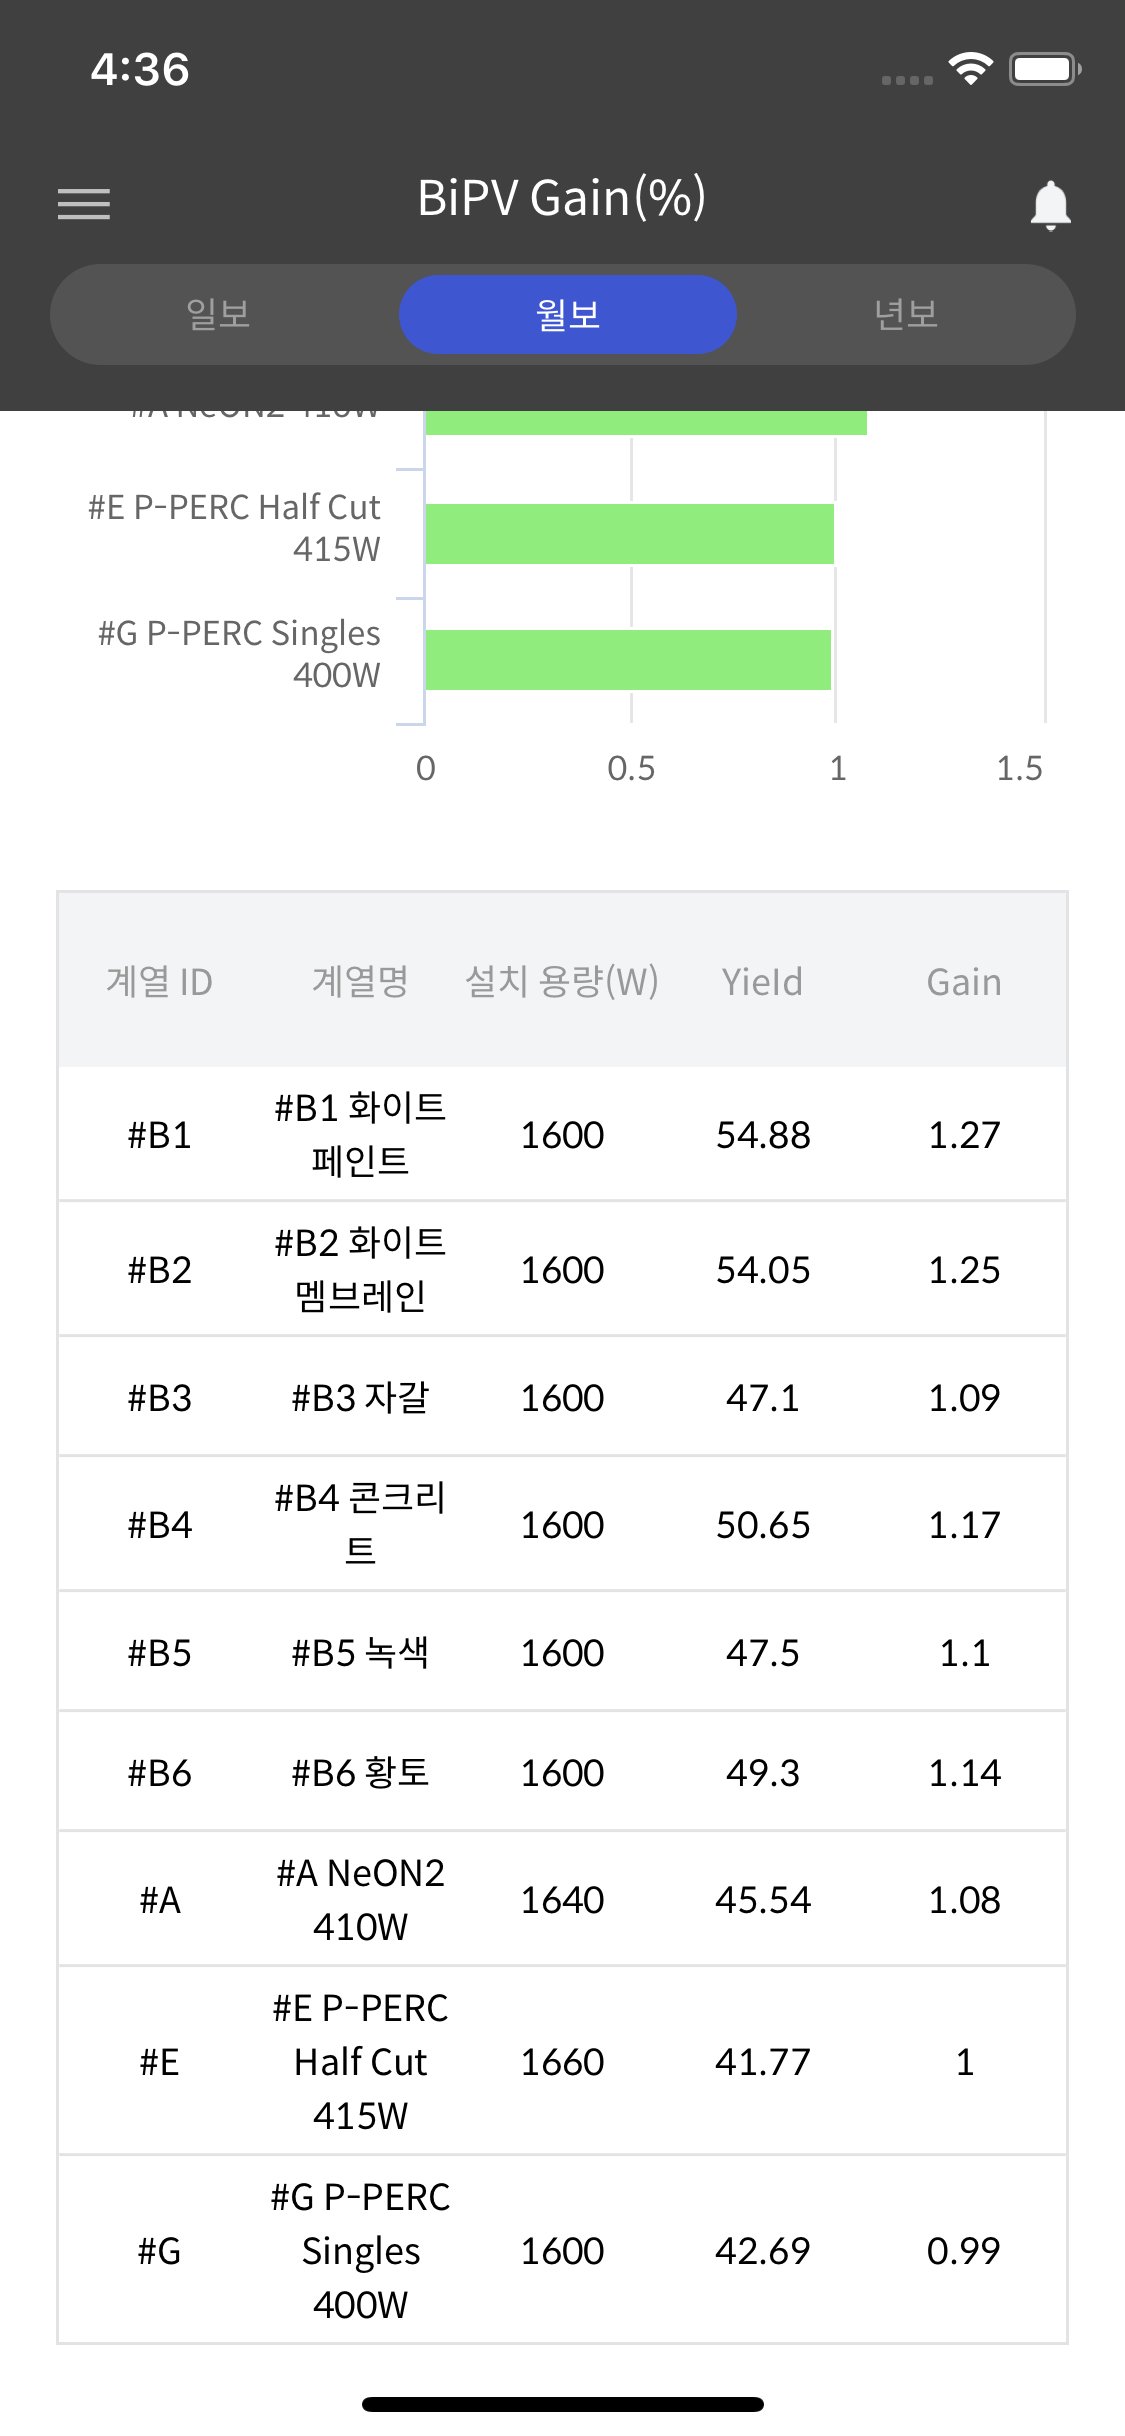 4:36
BiPV Gain(%)
일보 월보 년보
#A NeON2 410W
#E P-PERC Half Cut
415W
#G P-PERC Singles
400W
0 0.5 1 1.5
계열 ID 계열명 설치 용량(W) Yield Gain
#B1 #B1 화이트 페인트 1600 54.88 1.27
#B2 #B2 화이트 멤브레인 1600 54.05 1.25
#B3 #B3 자갈 1600 47.1 1.09
#B4 #B4 콘크리트 1600 50.65 1.17
#B5 #B5 녹색 1600 47.5 1.1
#B6 #B6 황토 1600 49.3 1.14
#A #A NeON2 410W 1640 45.54 1.08
#E #E P-PERC Half Cut 415W 1660 41.77 1
#G #G P-PERC Singles 400W 1600 42.69 0.99